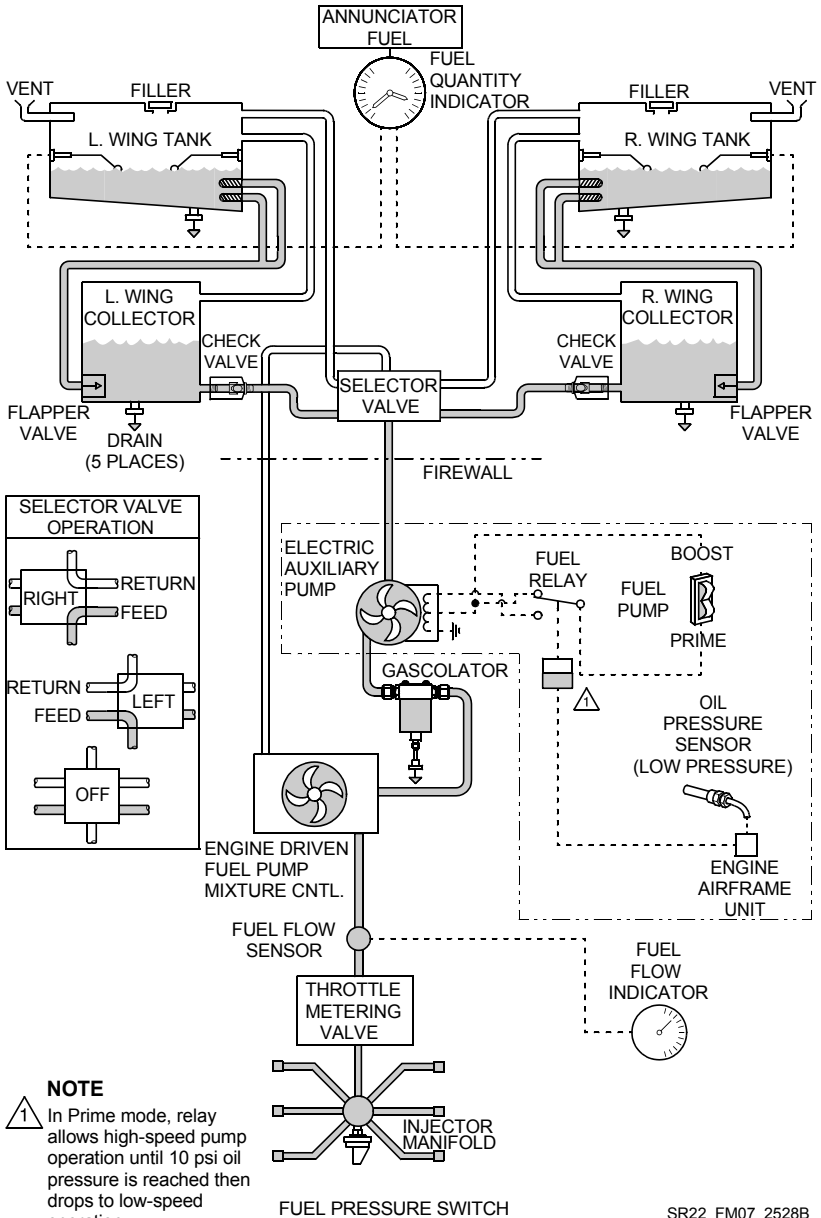 ANNUNCIATOR
FUEL
FUEL
QUANTITY
INDICATOR
VENT
FILLER
L. WING TANK
FILLER
VENT
R. WING TANK
L. WING
COLLECTOR
R. WING
COLLECTOR
CHECK
VALVE
CHECK
VALVE
SELECTOR
VALVE
FLAPPER
VALVE
DRAIN
(5 PLACES)
FLAPPER
VALVE
FIREWALL
SELECTOR VALVE
OPERATION
RIGHT
RETURN
FEED
RETURN
FEED
LEFT
OFF
ELECTRIC
AUXILIARY
PUMP
FUEL
RELAY
BOOST
FUEL
PUMP
PRIME
GASCOLATOR
1
OIL
PRESSURE
SENSOR
(LOW PRESSURE)
ENGINE
AIRFRAME
UNIT
ENGINE DRIVEN
FUEL PUMP
MIXTURE CNTL.
FUEL FLOW
SENSOR
FUEL
FLOW
INDICATOR
THROTTLE
METERING
VALVE
INJECTOR
MANIFOLD
NOTE
1 In Prime mode, relay
allows high-speed pump
operation until 10 psi oil
pressure is reached then
drops to low-speed
FUEL PRESSURE SWITCH
SR22_FM07_2528B